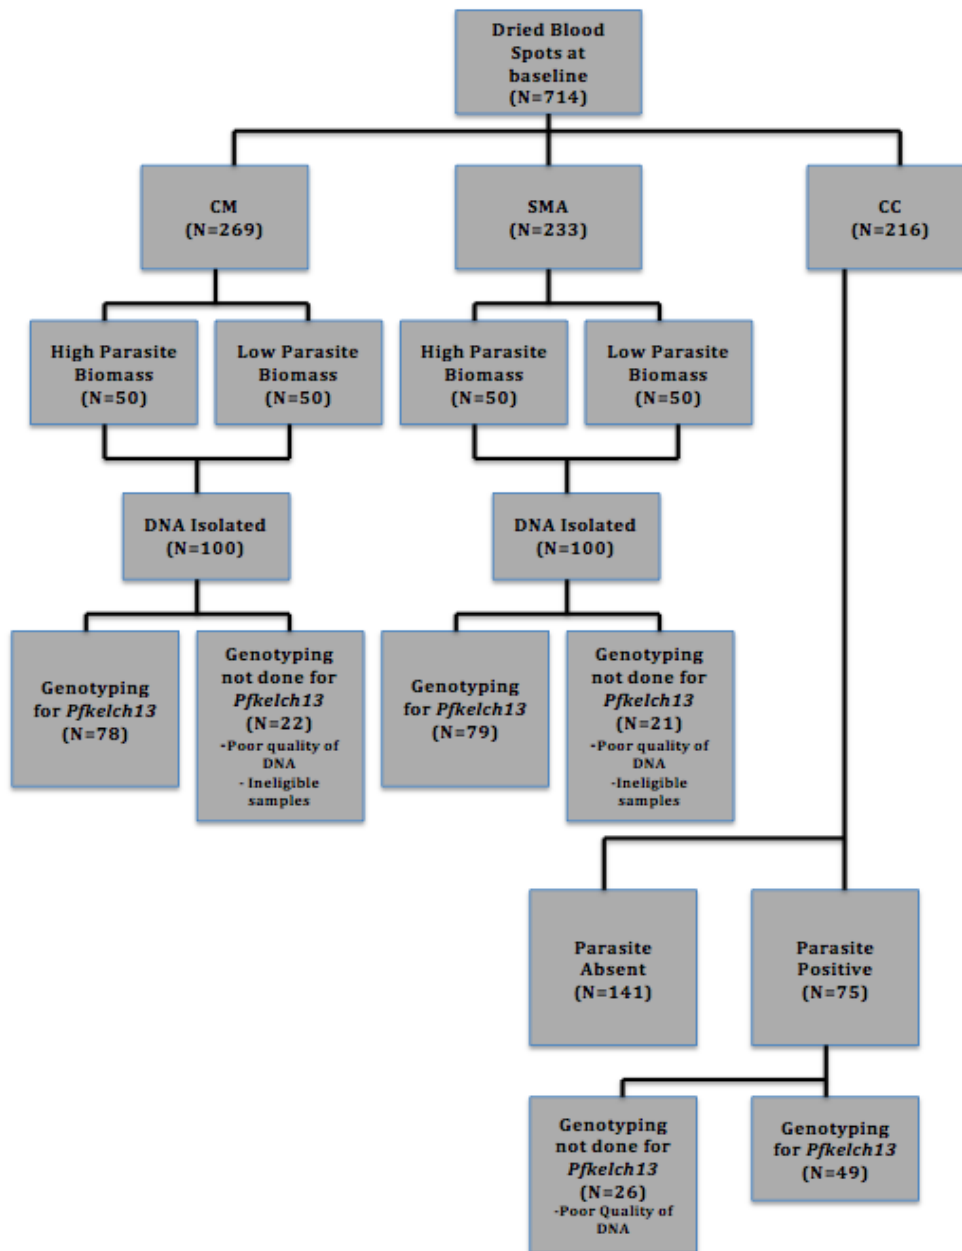 Dried Blood
Spots at
baseline
(N=714)
CM
(N=269)
SMA
(N=233)
CC
(N=216)
High Parasite
Biomass
(N=50)
Low Parasite
Biomass
(N=50)
High Parasite
Biomass
(N=50)
Low Parasite
Biomass
(N=50)
DNA Isolated
(N=100)
DNA Isolated
(N=100)
Genotyping
for Pfkelch13
(N=78)
Genotyping
not done for
Pfkelch13
(N=22)
-Poor quality of
DNA
- Ineligible
samples
Genotyping
for Pfkelch13
(N=79)
Genotyping
not done for
Pfkelch13
(N=21)
-Poor quality of
DNA
-Ineligible
samples
Parasite
Absent
(N=141)
Parasite
Positive
(N=75)
Genotyping
not done for
Pfkelch13
(N=26)
-Poor Quality of
DNA
Genotyping
for Pfkelch13
(N=49)